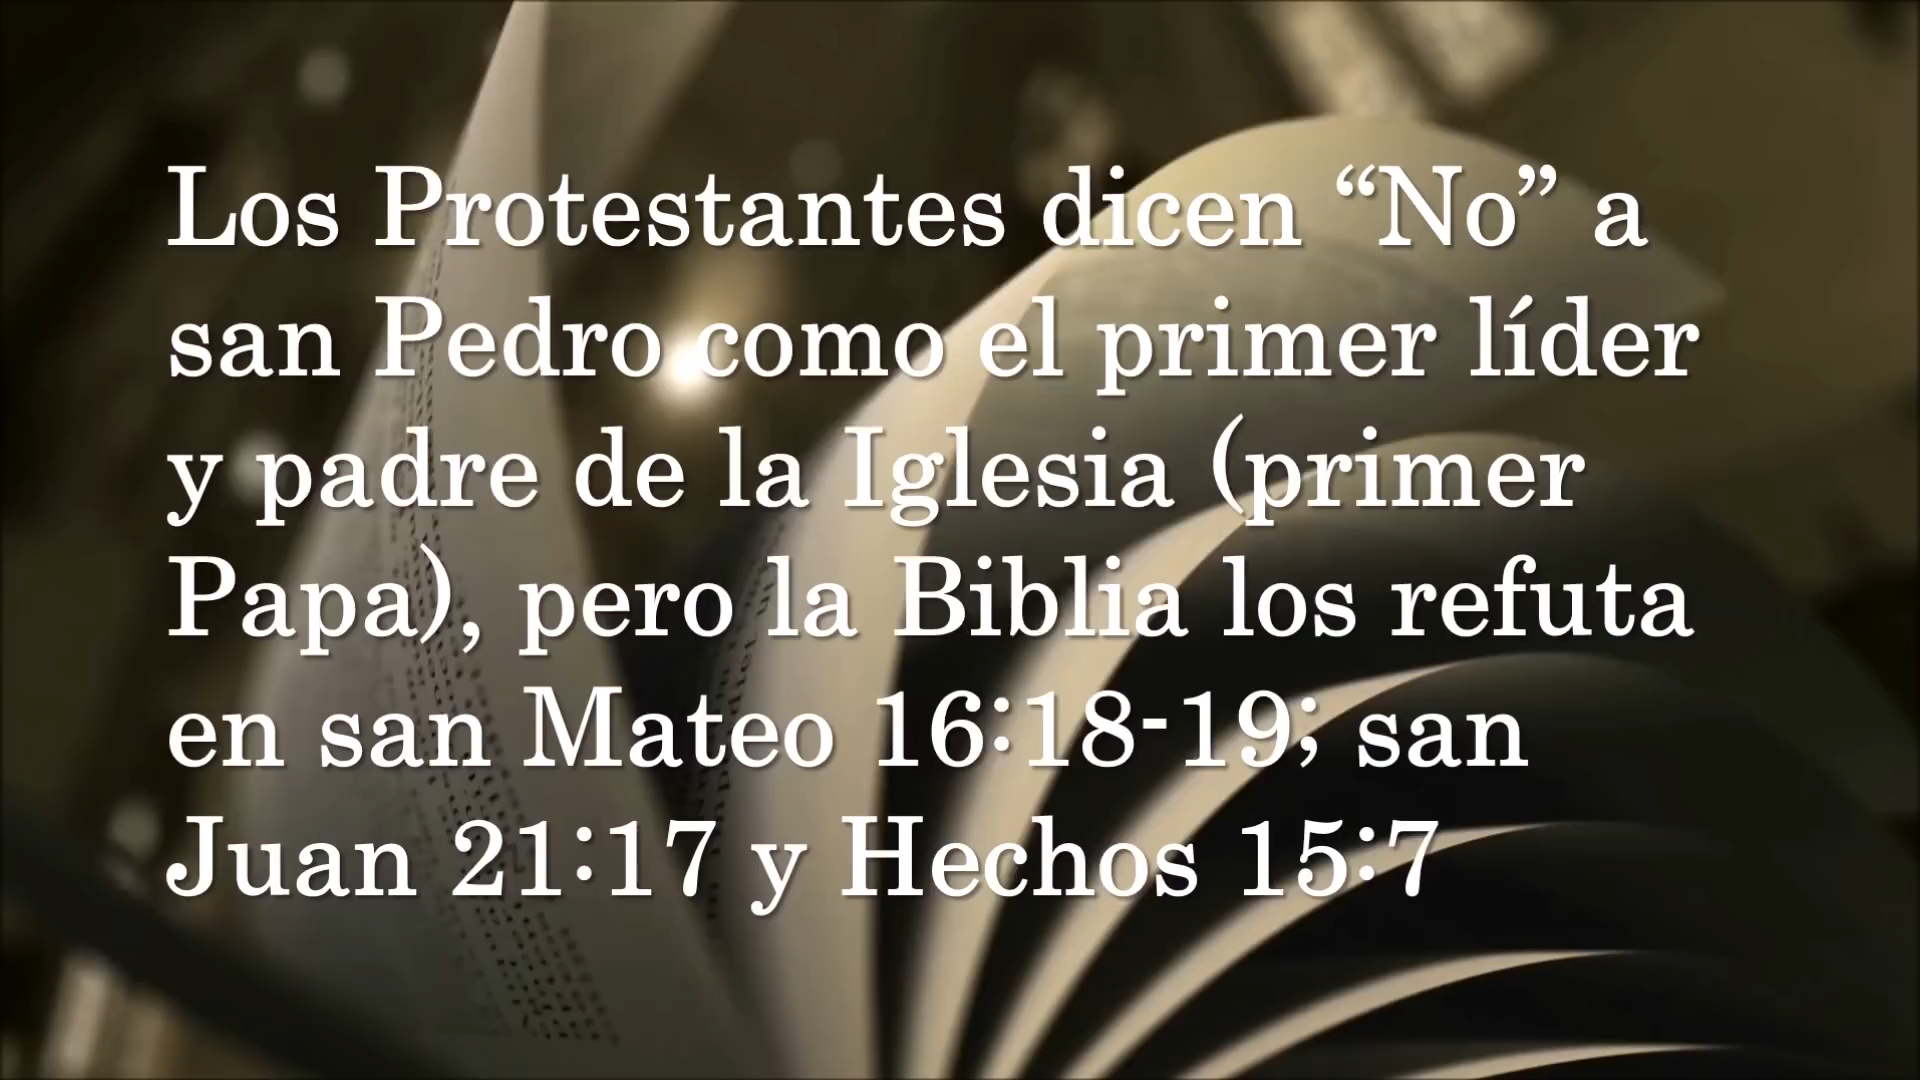 Los Protestantes dicen “No” a
san Pedro como el primer líder
y padre de la Iglesia (primer
Papa), pero la Biblia los refuta
en san Mateo 16:18-19; san
Juan 21:17 y Hechos 15:7